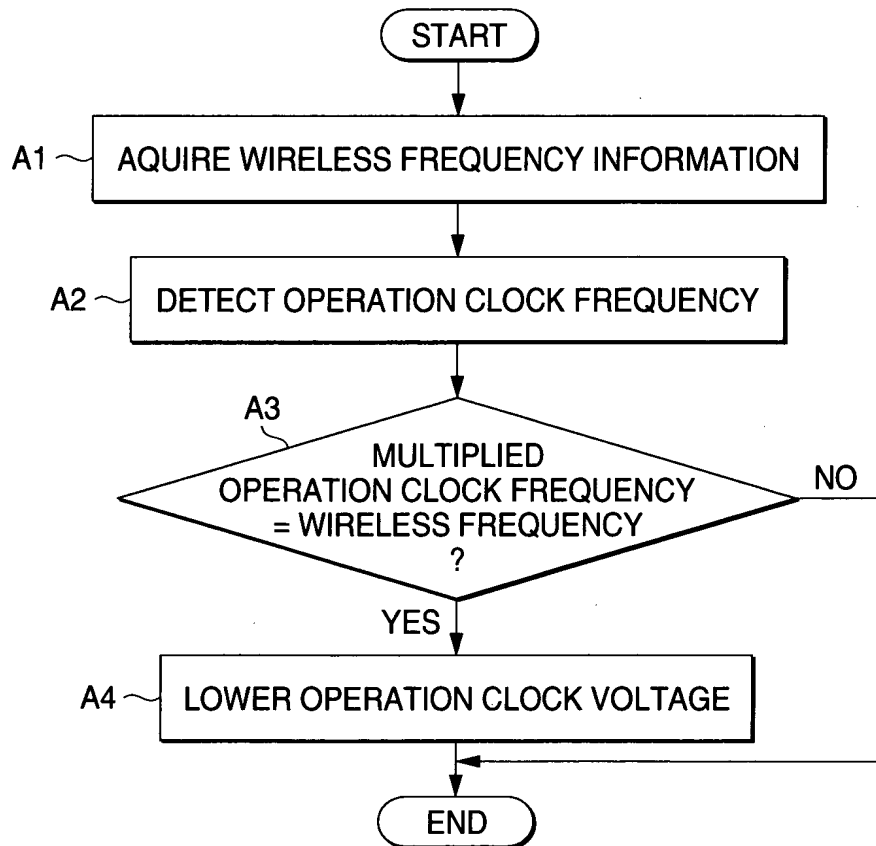 START
A1
AQUIRE WIRELESS FREQUENCY INFORMATION
A2
DETECT OPERATION CLOCK FREQUENCY
A3
MULTIPLIED
OPERATION CLOCK FREQUENCY
= WIRELESS FREQUENCY
?
NO
YES
A4
LOWER OPERATION CLOCK VOLTAGE
END